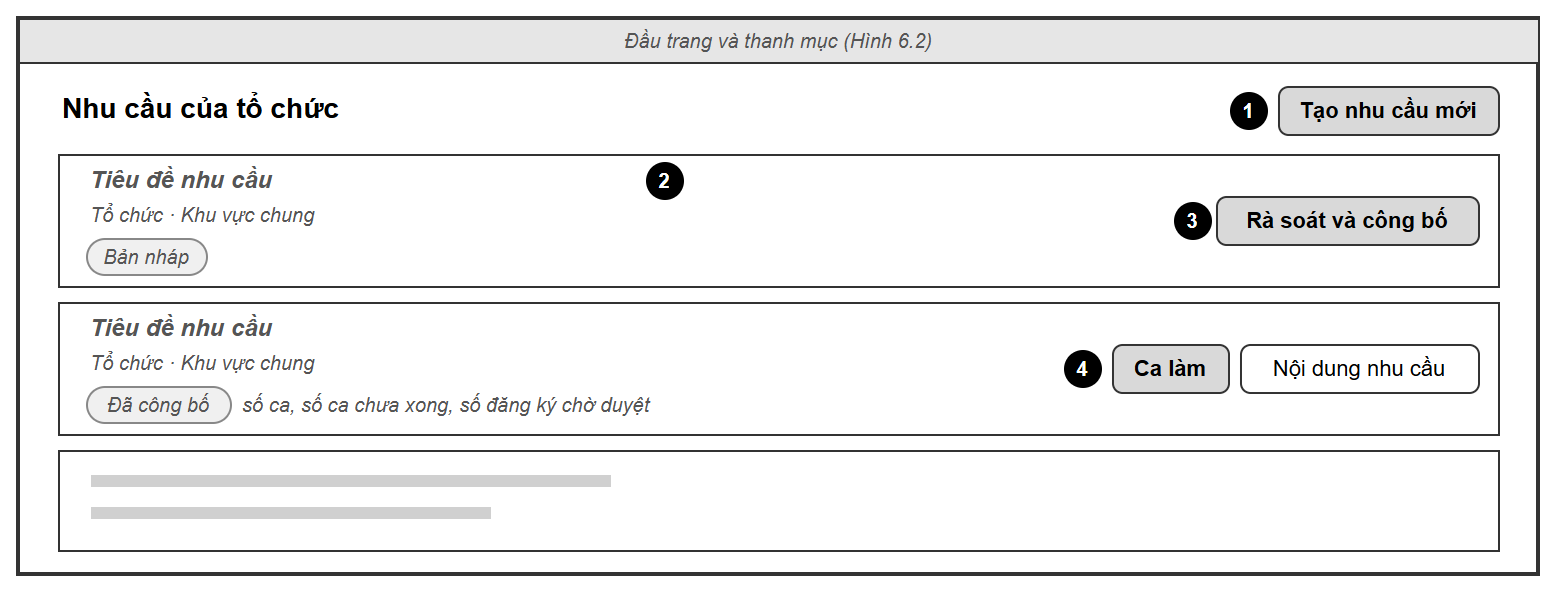 Đầu trang và thanh mục (Hình 6.2)
Nhu cầu của tổ chức
1 Tạo nhu cầu mới
Tiêu đề nhu cầu
2
Tổ chức · Khu vực chung
3 Rà soát và công bố
Bản nháp
Tiêu đề nhu cầu
Tổ chức · Khu vực chung
4 Ca làm Nội dung nhu cầu
Đã công bố số ca, số ca chưa xong, số đăng ký chờ duyệt